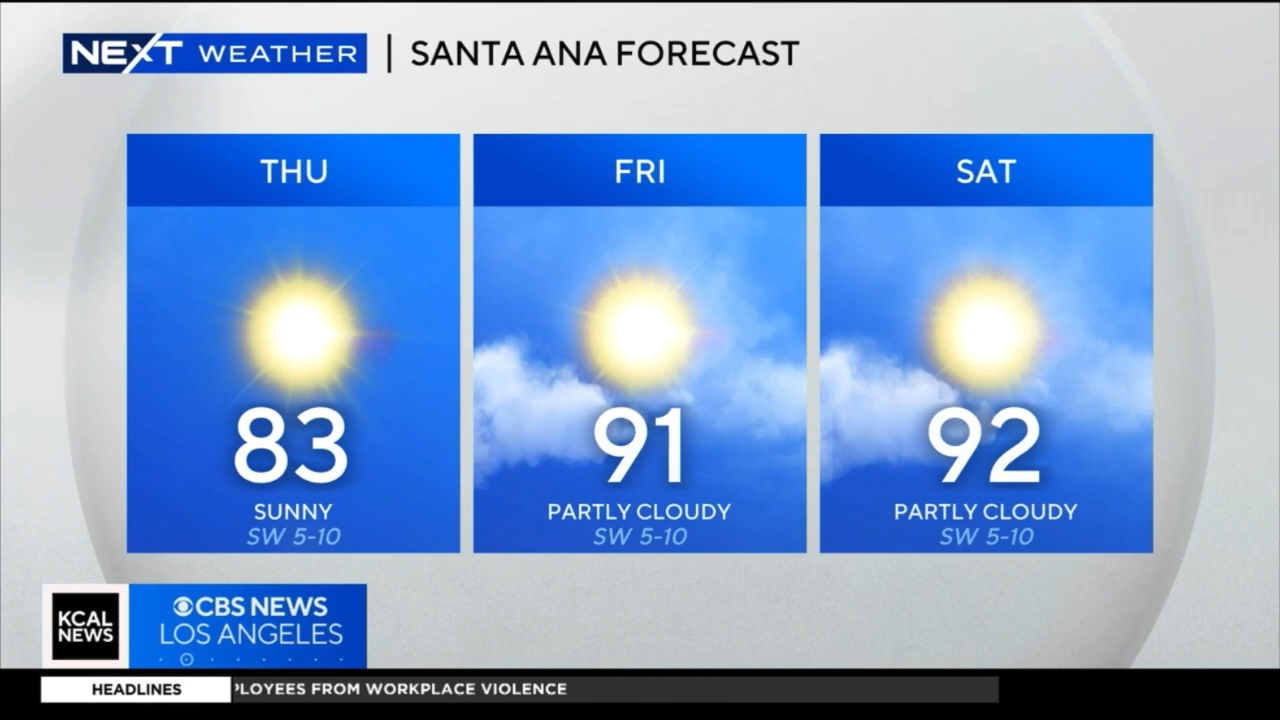 NEXT WEATHER | SANTA ANA FORECAST
THU
83
SUNNY
SW 5-10
FRI
91
PARTLY CLOUDY
SW 5-10
SAT
92
PARTLY CLOUDY
SW 5-10
KCAL
NEWS
CBS NEWS
LOS ANGELES
HEADLINES
PLOYEES FROM WORKPLACE VIOLENCE